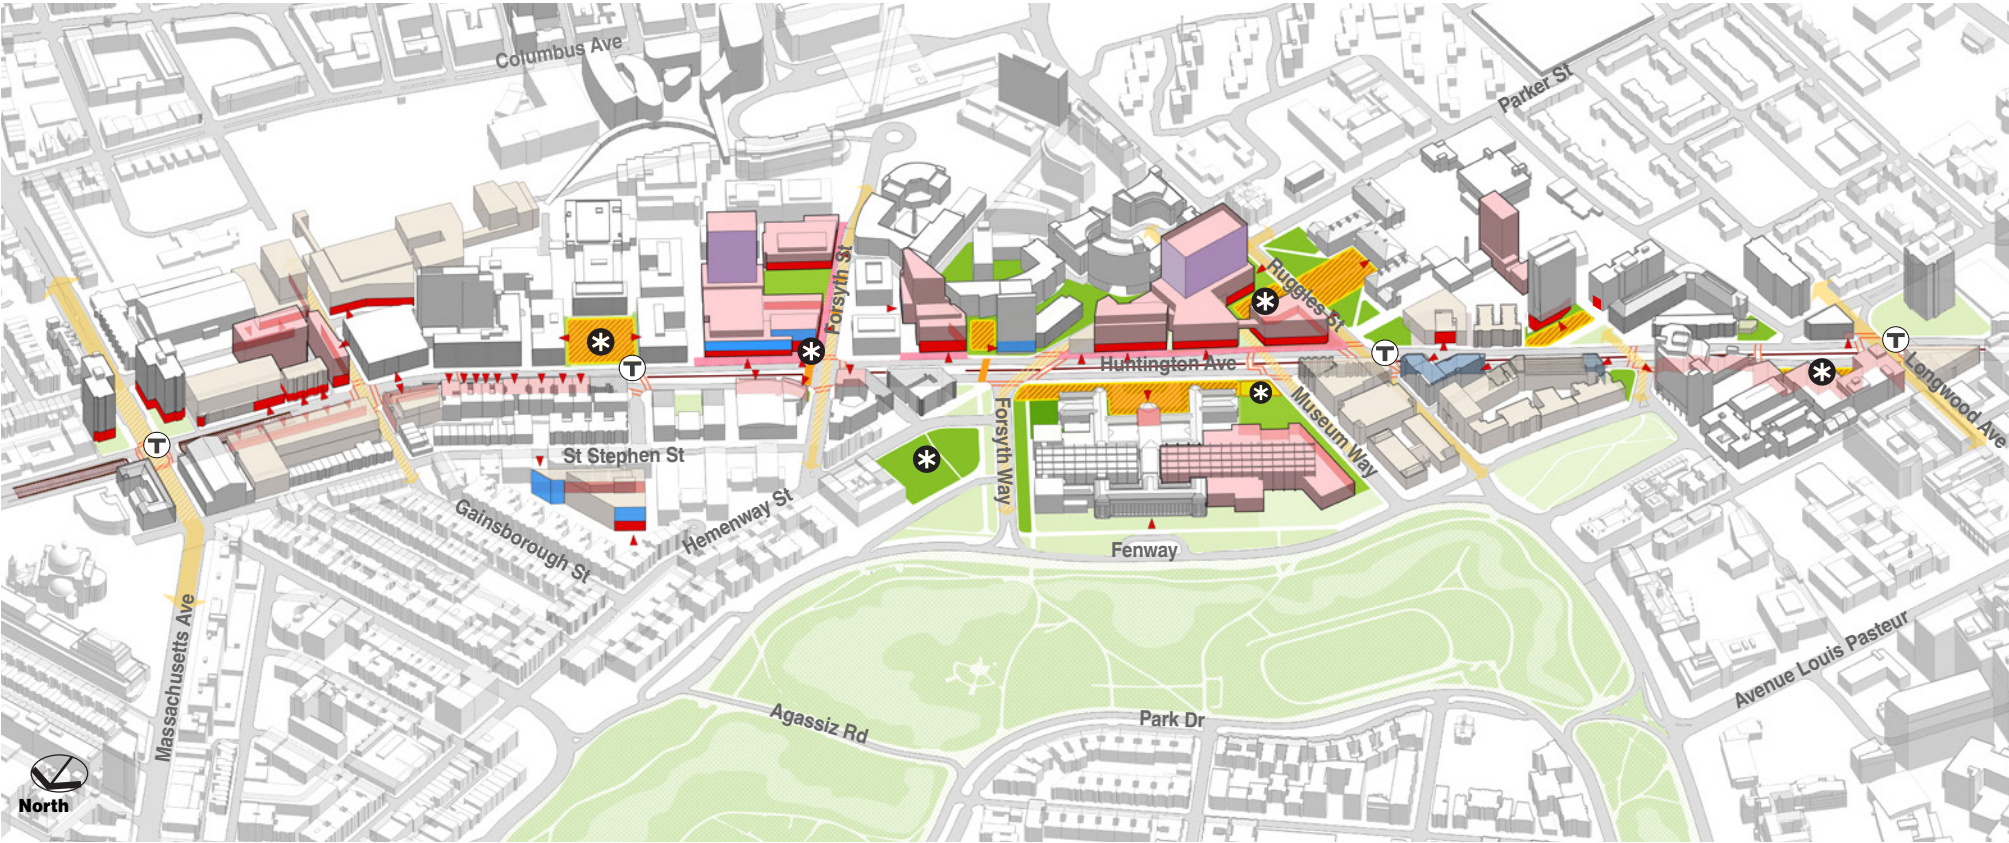 Columbus Ave
Parker St
Forsyth St
Ruggles St
T
T
T
Huntington Ave
Longwood Ave
Forsyth Way
Museum Way
T
St Stephen St
Gainsborough St
Hemenway St
Fenway
Massachusetts Ave
Avenue Louis Pasteur
Agassiz Rd
Park Dr
North